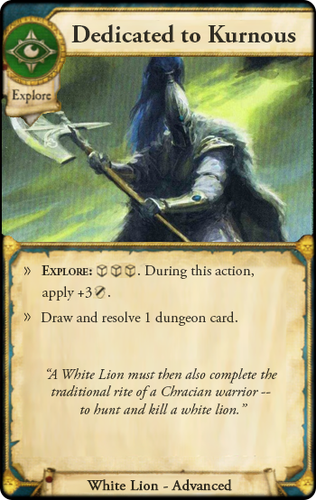 Dedicated to Kurnous
Explore
» EXPLORE: . During this action,
apply +3 .
» Draw and resolve 1 dungeon card.
“A White Lion must then also complete the
traditional rite of a Chracian warrior --
to hunt and kill a white lion.”
White Lion - Advanced